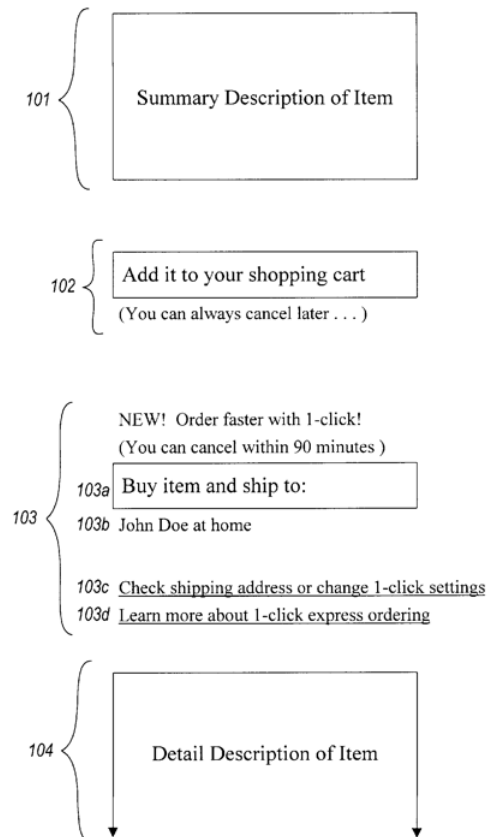 101
Summary Description of Item
102
Add it to your shopping cart
(You can always cancel later . . . )
NEW!  Order faster with 1-click!
(You can cancel within 90 minutes )
103
103a Buy item and ship to:
103b John Doe at home
103c Check shipping address or change 1-click settings
103d Learn more about 1-click express ordering
104
Detail Description of Item